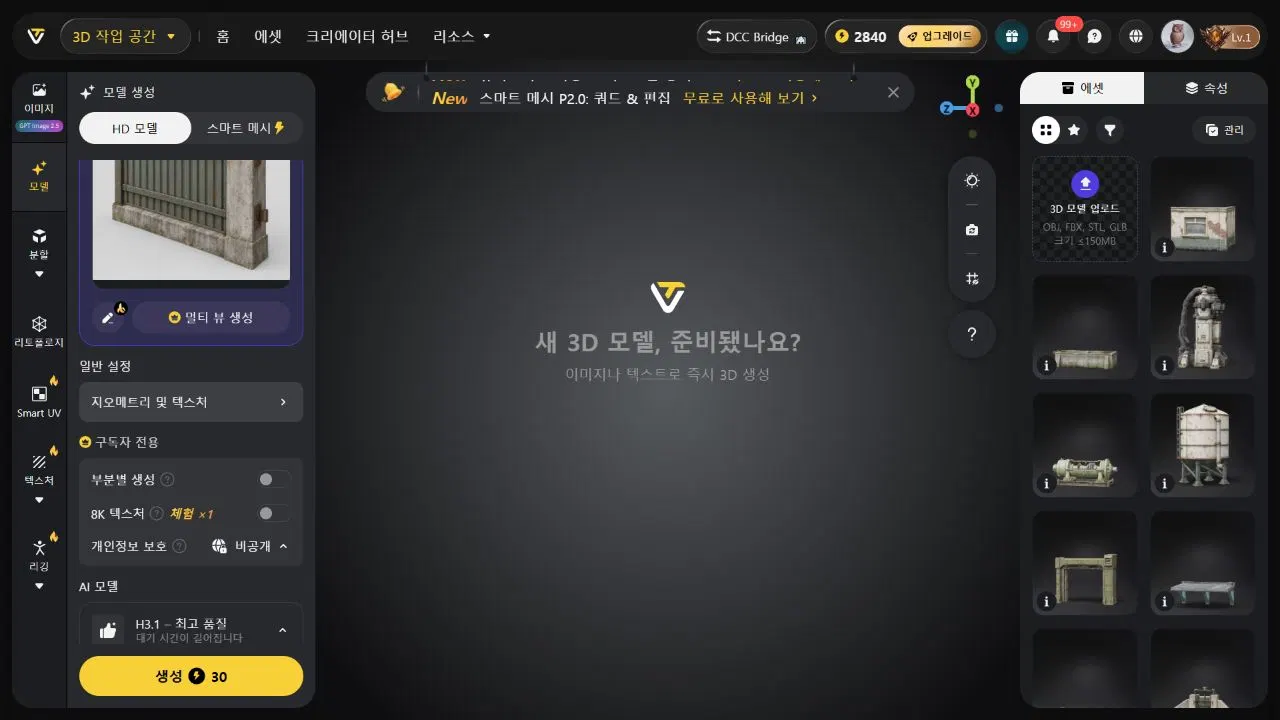 3D 작업 공간
홈
에셋
크리에이터 허브
리소스
DCC Bridge
2840
업그레이드
99+
Lv.1
이미지
GPT Image 2.5
모델
분할
리토폴로지
Smart UV
텍스처
리깅
모델 생성
HD 모델
스마트 메시
멀티 뷰 생성
일반 설정
지오메트리 및 텍스처
구독자 전용
부분별 생성
8K 텍스처 체험 ×1
개인정보 보호
비공개
AI 모델
H3.1 – 최고 품질
대기 시간이 길어집니다
생성 30
New 스마트 메시 P2.0: 쿼드 & 편집 무료로 사용해 보기
Y
Z X
새 3D 모델, 준비됐나요?
이미지나 텍스트로 즉시 3D 생성
?
에셋
속성
관리
3D 모델 업로드
OBJ, FBX, STL, GLB
크기 ≤150MB